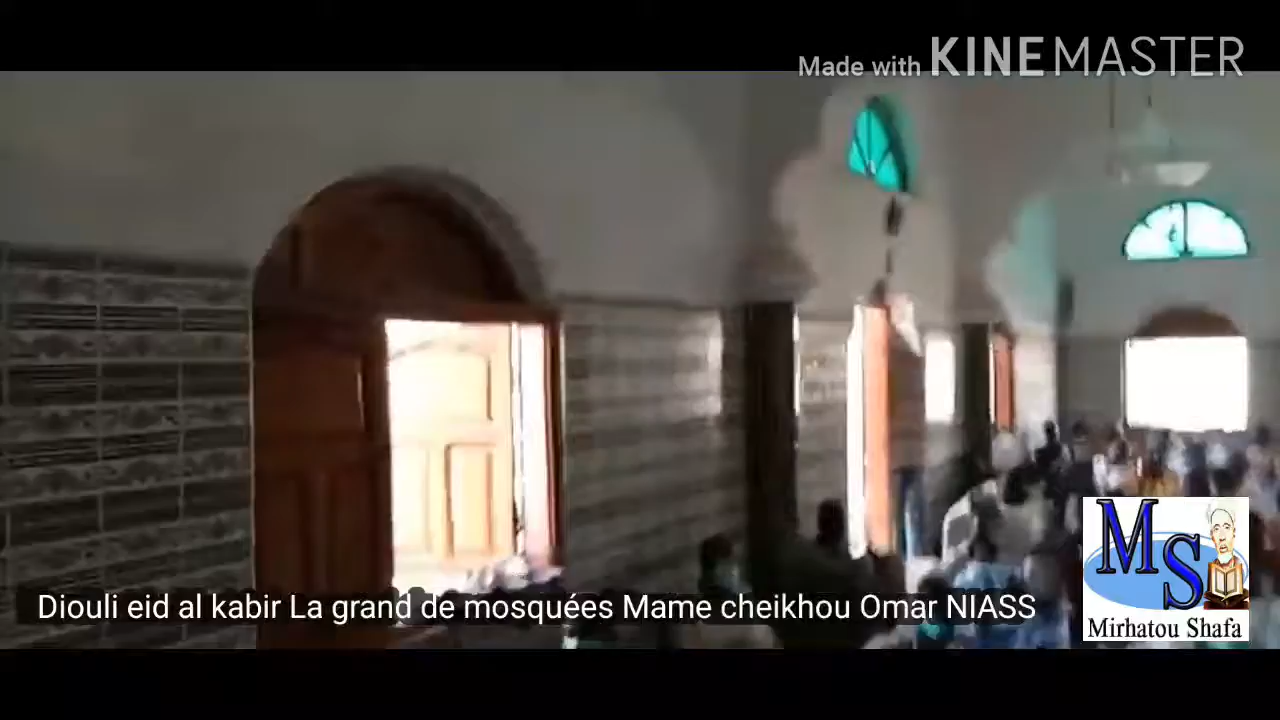 Made with KINEMASTER
Diouli eid al kabir La grand de mosquées Mame cheikhou Omar NIASS
MS
Mirhatou Shafa